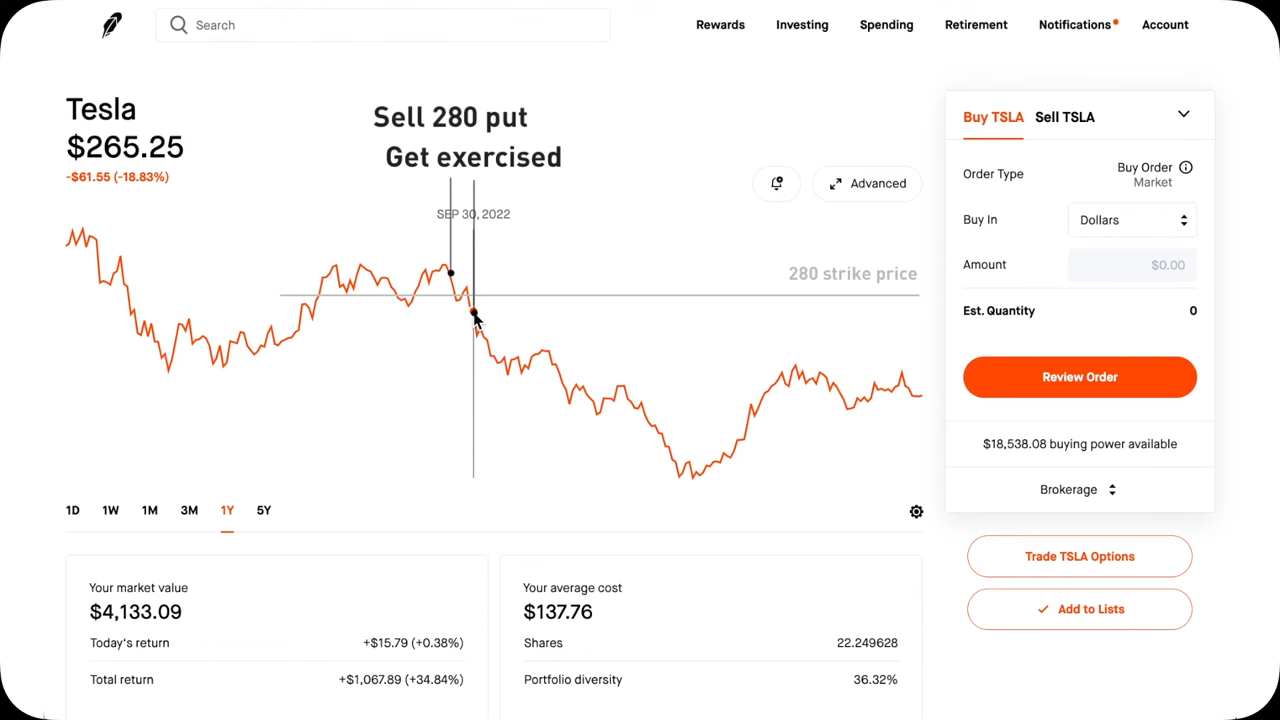 Search
Rewards
Investing
Spending
Retirement
Notifications
Account
Tesla
$265.25
-$61.55 (-18.83%)
Sell 280 put
Get exercised
SEP 30, 2022
Advanced
280 strike price
1D 1W 1M 3M 1Y 5Y
Your market value
$4,133.09
Today's return +$15.79 (+0.38%)
Total return +$1,067.89 (+34.84%)
Your average cost
$137.76
Shares 22.249628
Portfolio diversity 36.32%
Buy TSLA Sell TSLA
Order Type Buy Order
Market
Buy In Dollars
Amount $0.00
Est. Quantity 0
Review Order
$18,538.08 buying power available
Brokerage
Trade TSLA Options
Add to Lists